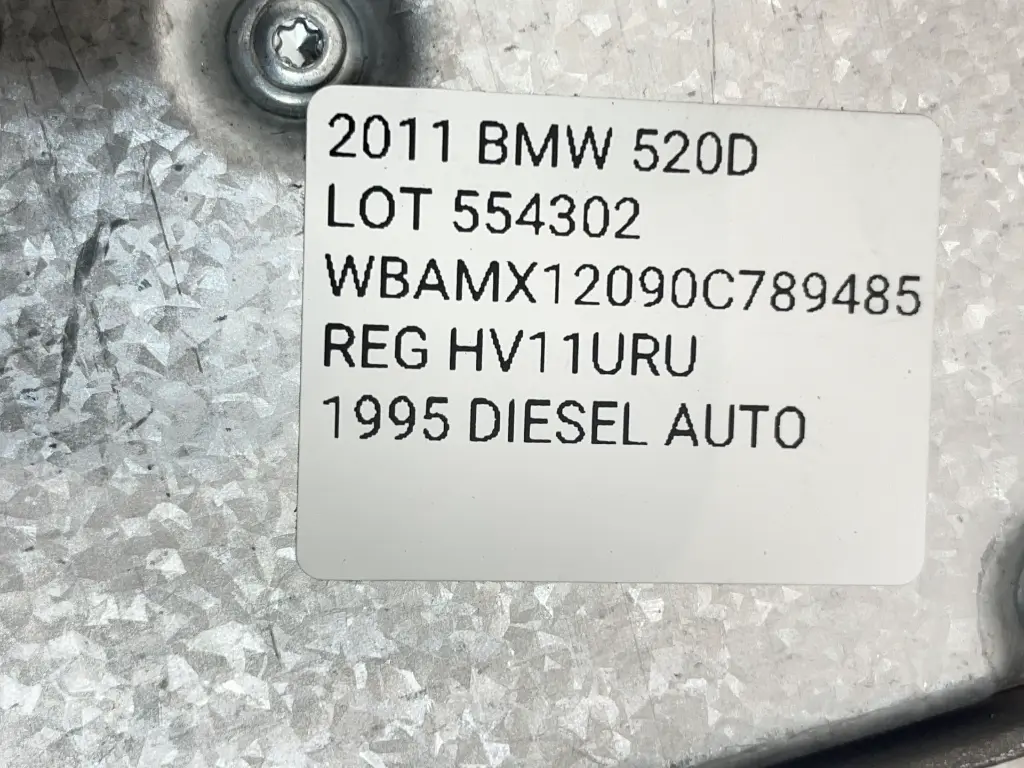 2011 BMW 520D
LOT 554302
WBAMX12090C789485
REG HV11URU
1995 DIESEL AUTO